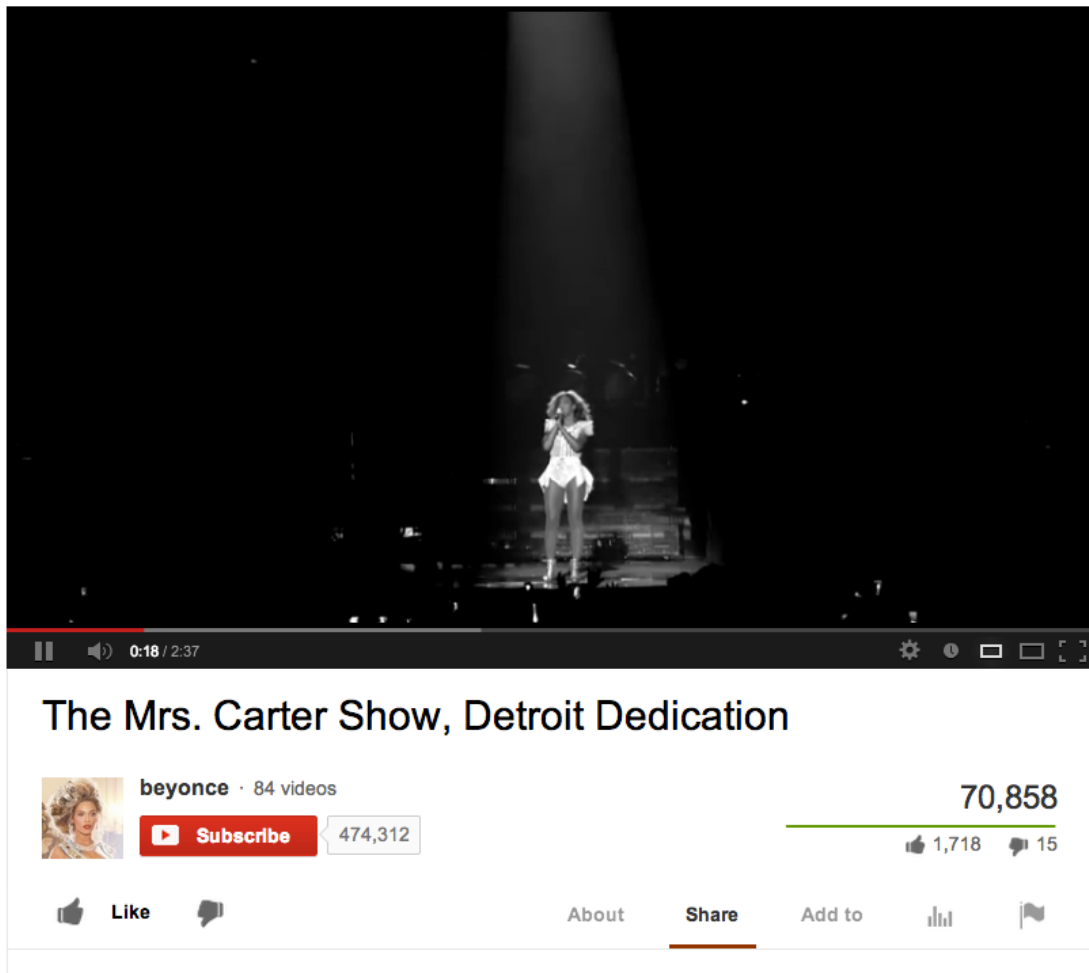 0:18 / 2:37
The Mrs. Carter Show, Detroit Dedication
beyonce · 84 videos
70,858
Subscribe 474,312
1,718 15
Like About Share Add to